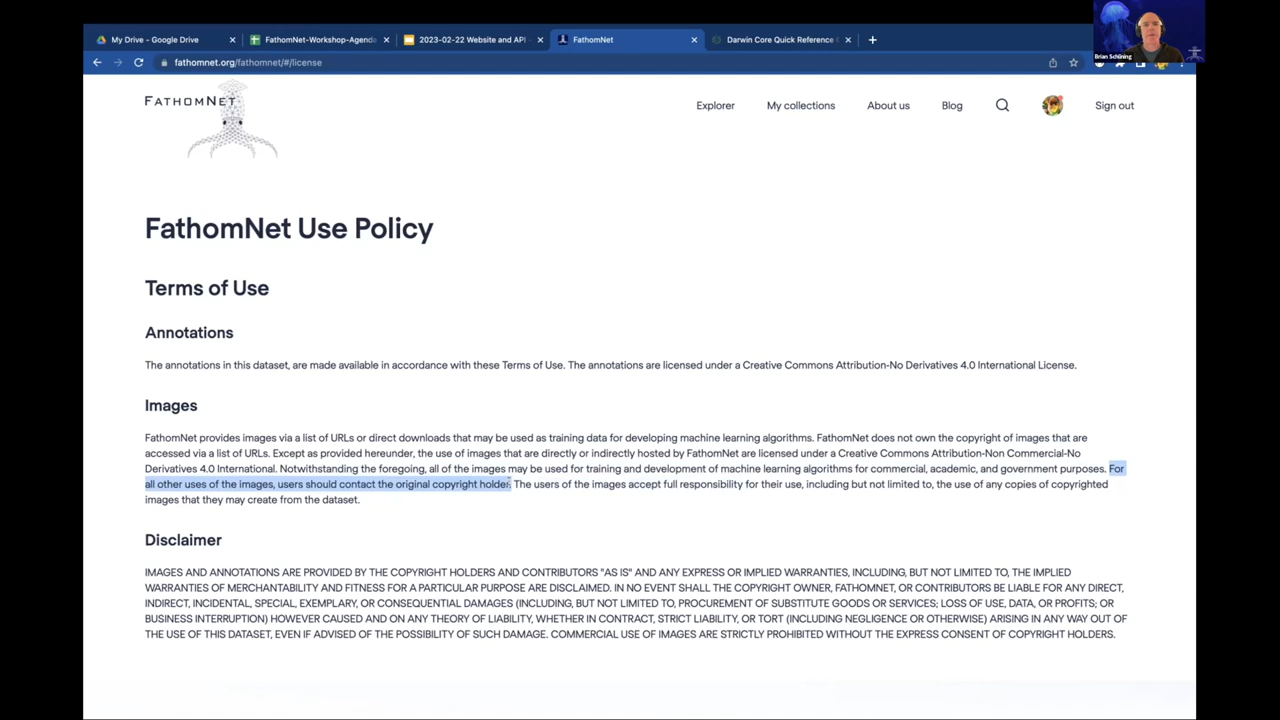 My Drive - Google Drive
FathomNet-Workshop-Agenda
2023-02-22 Website and API
FathomNet
Darwin Core Quick Reference
Brian Schlining
fathomnet.org/fathomnet/#/license
FATHOMNET
Explorer
My collections
About us
Blog
Sign out
FathomNet Use Policy
Terms of Use
Annotations
The annotations in this dataset, are made available in accordance with these Terms of Use. The annotations are licensed under a Creative Commons Attribution-No Derivatives 4.0 International License.
Images
FathomNet provides images via a list of URLs or direct downloads that may be used as training data for developing machine learning algorithms. FathomNet does not own the copyright of images that are
accessed via a list of URLs. Except as provided hereunder, the use of images that are directly or indirectly hosted by FathomNet are licensed under a Creative Commons Attribution-Non Commercial-No
Derivatives 4.0 International. Notwithstanding the foregoing, all of the images may be used for training and development of machine learning algorithms for commercial, academic, and government purposes. For
all other uses of the images, users should contact the original copyright holder. The users of the images accept full responsibility for their use, including but not limited to, the use of any copies of copyrighted
images that they may create from the dataset.
Disclaimer
IMAGES AND ANNOTATIONS ARE PROVIDED BY THE COPYRIGHT HOLDERS AND CONTRIBUTORS "AS IS" AND ANY EXPRESS OR IMPLIED WARRANTIES, INCLUDING, BUT NOT LIMITED TO, THE IMPLIED
WARRANTIES OF MERCHANTABILITY AND FITNESS FOR A PARTICULAR PURPOSE ARE DISCLAIMED. IN NO EVENT SHALL THE COPYRIGHT OWNER, FATHOMNET, OR CONTRIBUTORS BE LIABLE FOR ANY DIRECT,
INDIRECT, INCIDENTAL, SPECIAL, EXEMPLARY, OR CONSEQUENTIAL DAMAGES (INCLUDING, BUT NOT LIMITED TO, PROCUREMENT OF SUBSTITUTE GOODS OR SERVICES; LOSS OF USE, DATA, OR PROFITS; OR
BUSINESS INTERRUPTION) HOWEVER CAUSED AND ON ANY THEORY OF LIABILITY, WHETHER IN CONTRACT, STRICT LIABILITY, OR TORT (INCLUDING NEGLIGENCE OR OTHERWISE) ARISING IN ANY WAY OUT OF
THE USE OF THIS DATASET, EVEN IF ADVISED OF THE POSSIBILITY OF SUCH DAMAGE. COMMERCIAL USE OF IMAGES ARE STRICTLY PROHIBITED WITHOUT THE EXPRESS CONSENT OF COPYRIGHT HOLDERS.